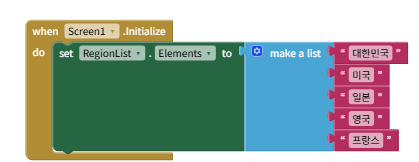 when Screen1 .Initialize
do set RegionList . Elements to make a list " 대한민국 "
" 미국 "
" 일본 "
" 영국 "
" 프랑스 "